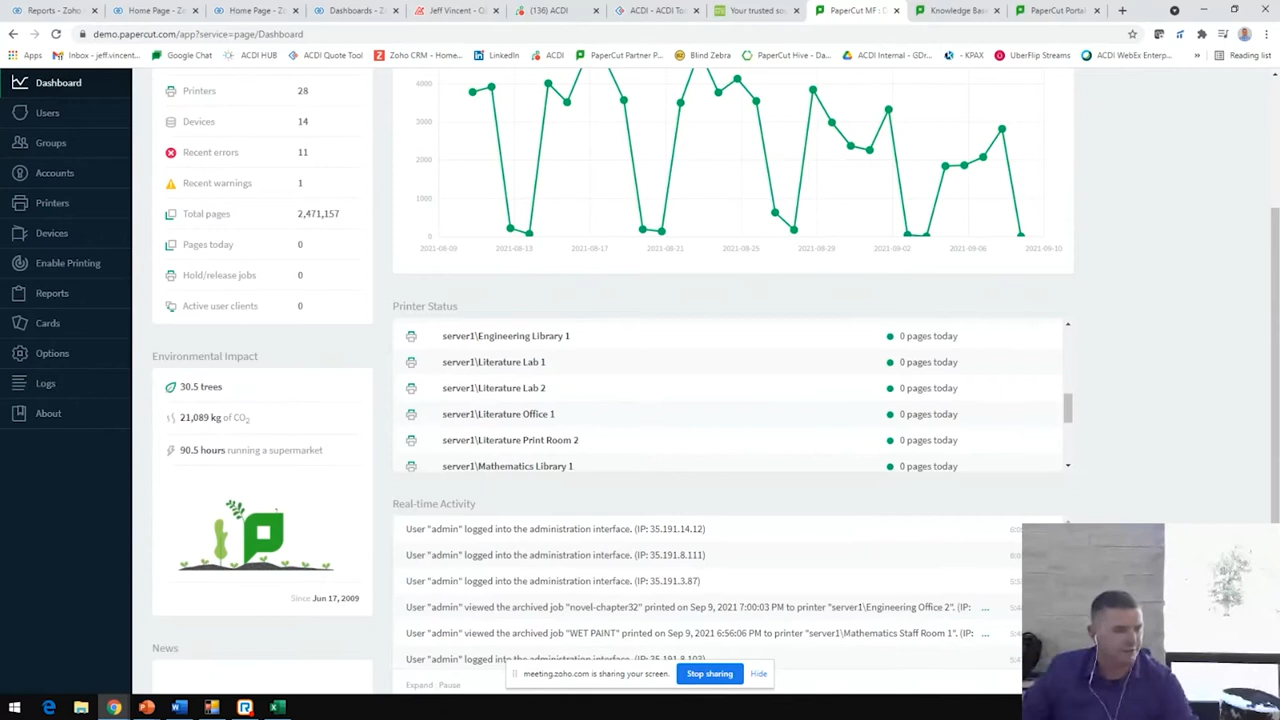 Reports - Zoho
Home Page - Z
Home Page - Z
Dashboards - Z
Jeff Vincent - Q
(136) ACDI
ACDI - ACDI To
Your trusted so
PaperCut MF : D
Knowledge Bas
PaperCut Portal
demo.papercut.com/app?service=page/Dashboard
Apps
Inbox - jeff.vincent...
Google Chat
ACDI HUB
ACDI Quote Tool
Zoho CRM - Home...
LinkedIn
ACDI
PaperCut Partner P...
Blind Zebra
PaperCut Hive - Da...
ACDI Internal - GDr...
- KPAX
UberFlip Streams
ACDI WebEx Enterp...
»
Reading list
Dashboard
Users
Groups
Accounts
Printers
Devices
Enable Printing
Reports
Cards
Options
Logs
About
Printers 28
Devices 14
Recent errors 11
Recent warnings 1
Total pages 2,471,157
Pages today 0
Hold/release jobs 0
Active user clients 0
Environmental Impact
30.5 trees
21,089 kg of CO2
90.5 hours running a supermarket
Since Jun 17, 2009
News
4000
3000
2000
1000
0
2021-08-09 2021-08-13 2021-08-17 2021-08-21 2021-08-25 2021-08-29 2021-09-02 2021-09-06 2021-09-10
Printer Status
server1\Engineering Library 1 0 pages today
server1\Literature Lab 1 0 pages today
server1\Literature Lab 2 0 pages today
server1\Literature Office 1 0 pages today
server1\Literature Print Room 2 0 pages today
server1\Mathematics Library 1 0 pages today
Real-time Activity
User "admin" logged into the administration interface. (IP: 35.191.14.12)
User "admin" logged into the administration interface. (IP: 35.191.8.111)
User "admin" logged into the administration interface. (IP: 35.191.3.87)
User "admin" viewed the archived job "novel-chapter32" printed on Sep 9, 2021 7:00:03 PM to printer "server1\Engineering Office 2". (IP: ...
User "admin" viewed the archived job "WET PAINT" printed on Sep 9, 2021 6:56:06 PM to printer "server1\Mathematics Staff Room 1". (IP: ...
User "admin" logged into the administration interface. (IP: 35.191.8.103)
Expand Pause
meeting.zoho.com is sharing your screen.
Stop sharing
Hide